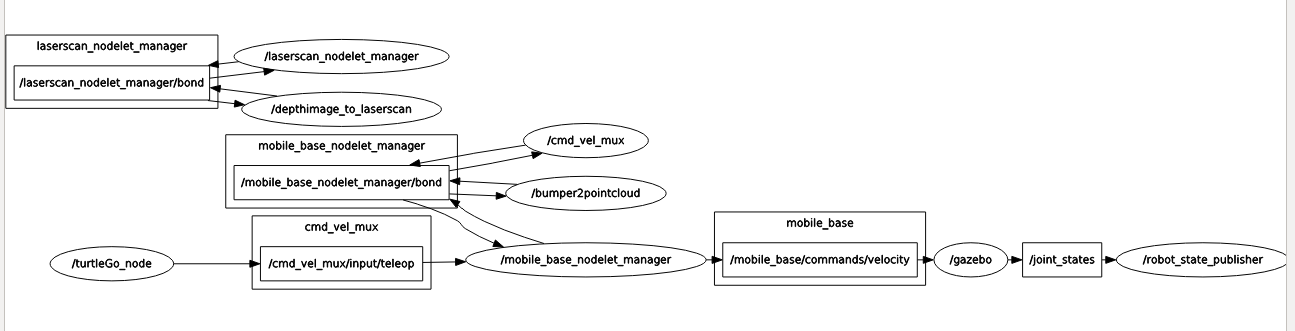 laserscan_nodelet_manager
/laserscan_nodelet_manager/bond
/laserscan_nodelet_manager
/depthimage_to_laserscan
mobile_base_nodelet_manager
/mobile_base_nodelet_manager/bond
/cmd_vel_mux
/bumper2pointcloud
/turtleGo_node
cmd_vel_mux
/cmd_vel_mux/input/teleop
/mobile_base_nodelet_manager
mobile_base
/mobile_base/commands/velocity
/gazebo
/joint_states
/robot_state_publisher